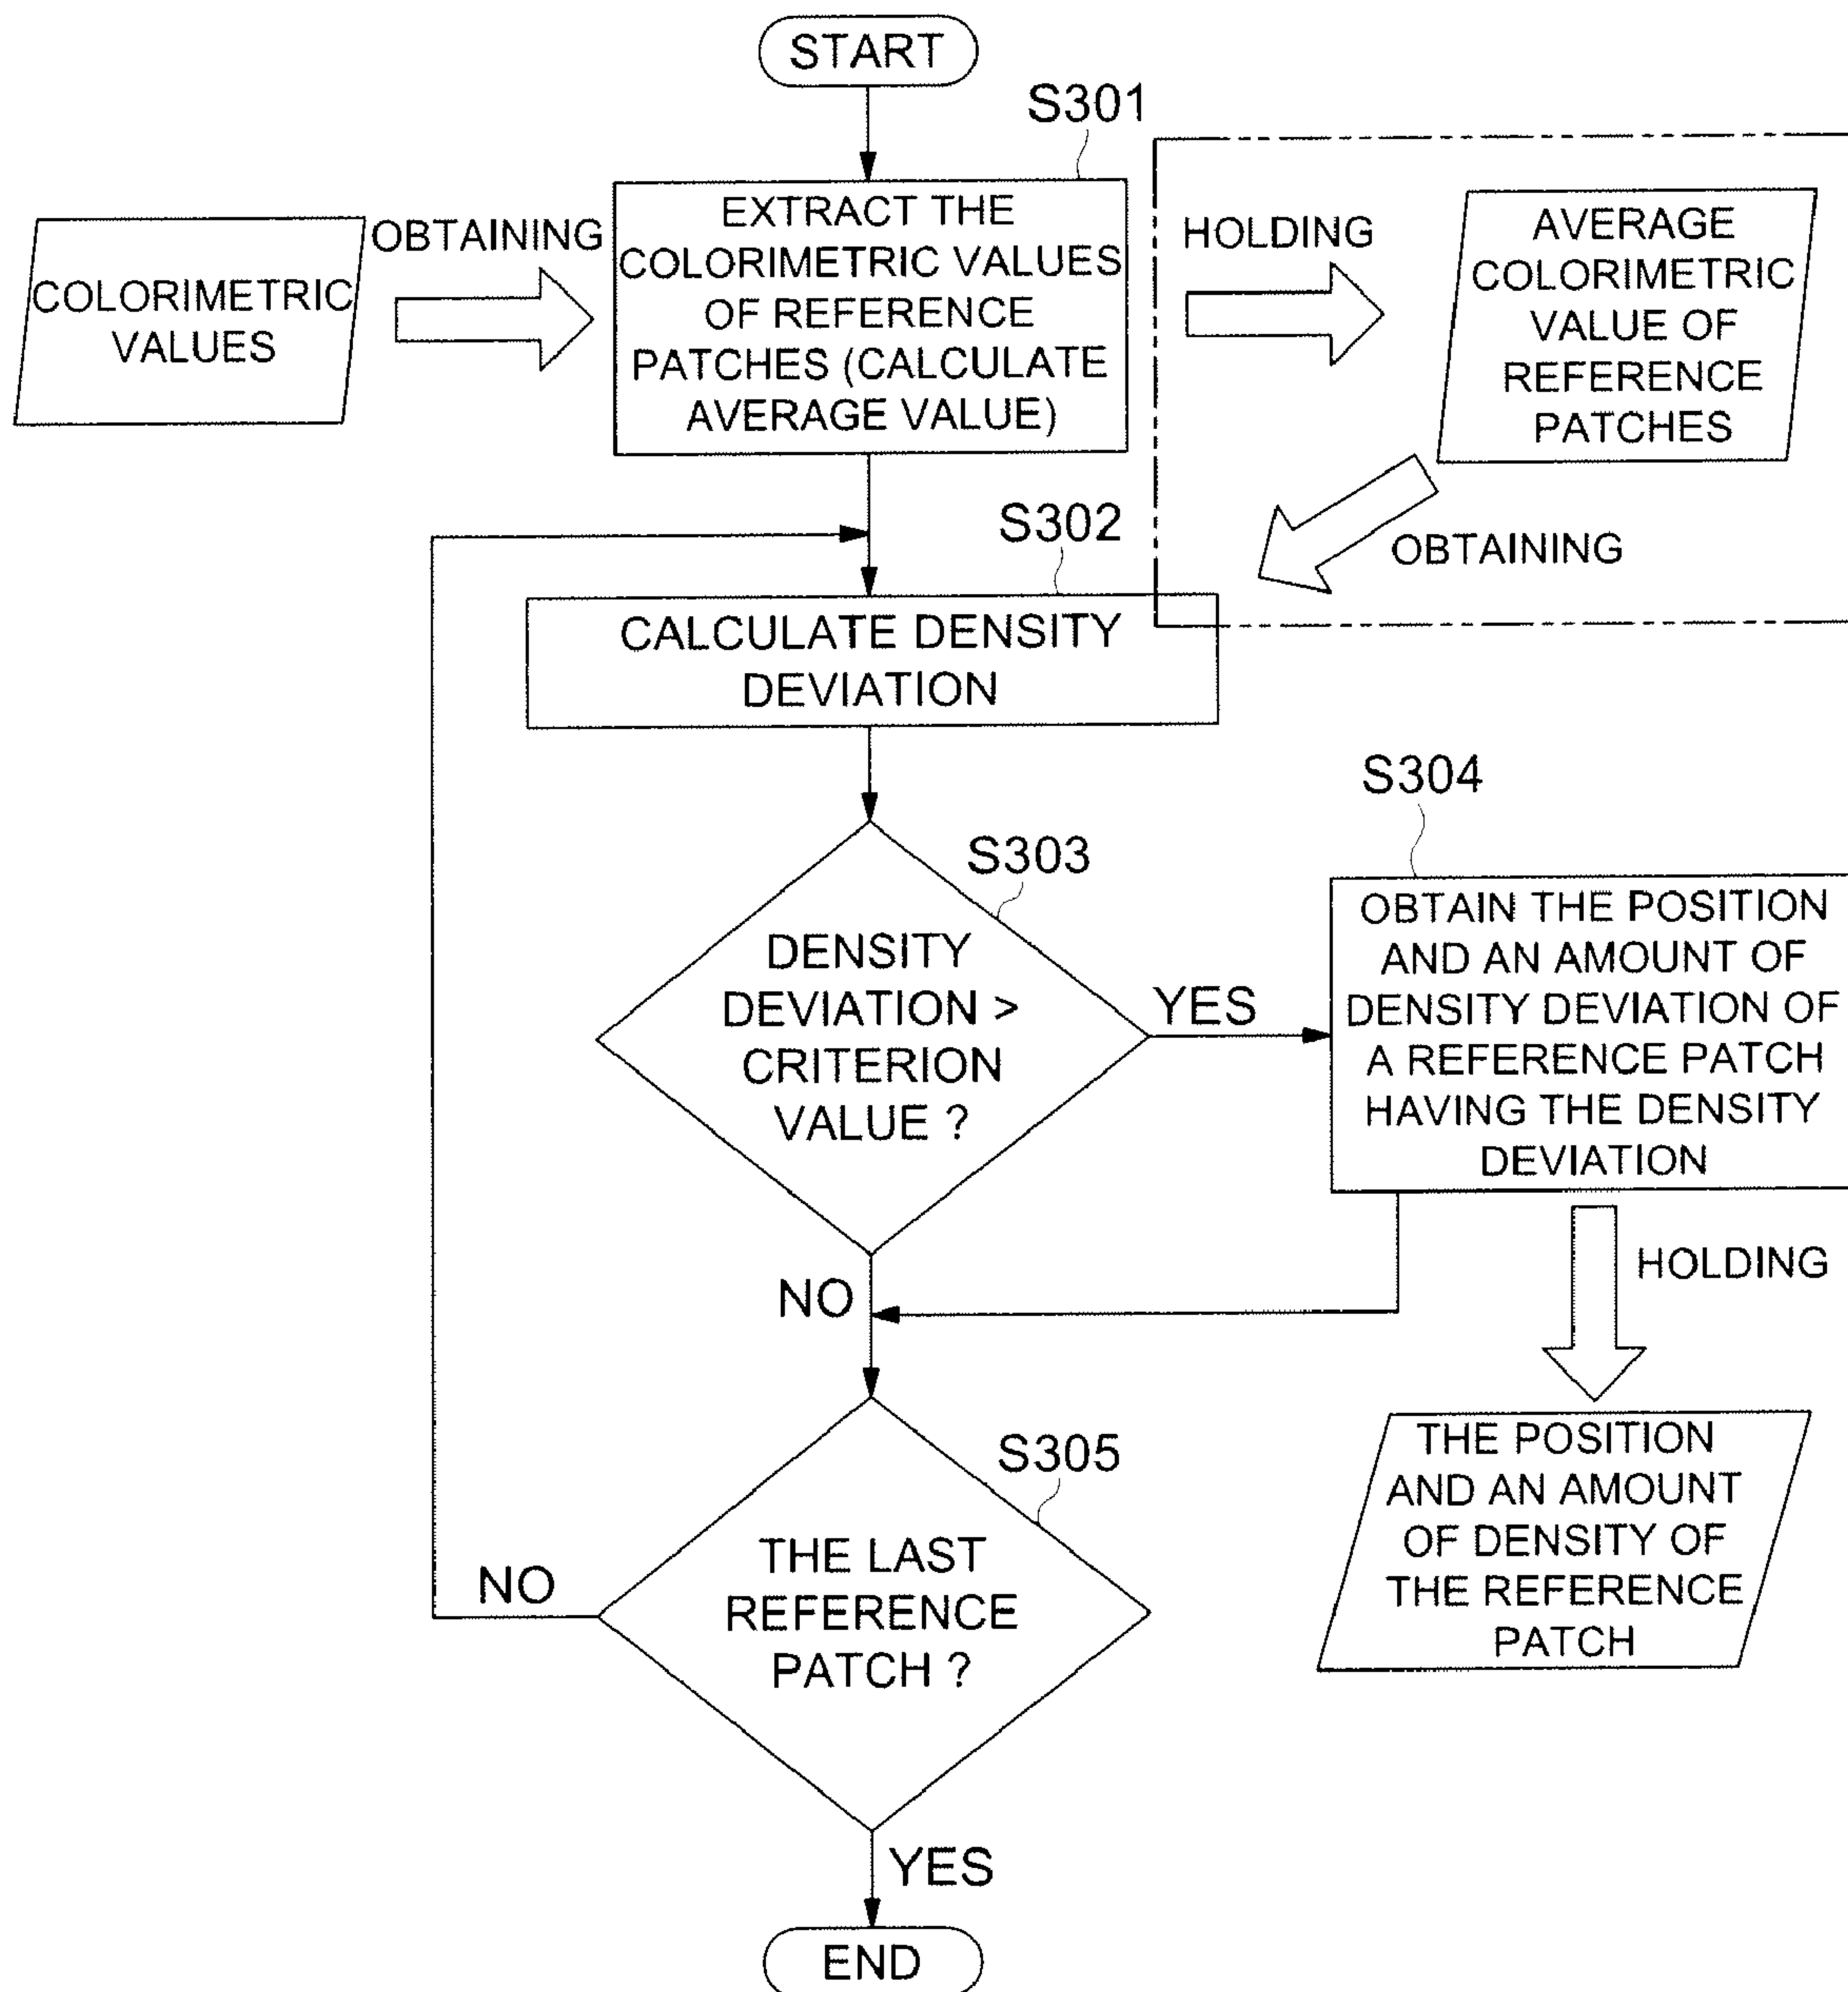 START
S301
COLORIMETRIC
VALUES
OBTAINING
EXTRACT THE
COLORIMETRIC VALUES
OF REFERENCE
PATCHES (CALCULATE
AVERAGE VALUE)
HOLDING
AVERAGE
COLORIMETRIC
VALUE OF
REFERENCE
PATCHES
OBTAINING
S302
CALCULATE DENSITY
DEVIATION
S303
DENSITY
DEVIATION >
CRITERION
VALUE ?
YES
NO
S304
OBTAIN THE POSITION
AND AN AMOUNT OF
DENSITY DEVIATION OF
A REFERENCE PATCH
HAVING THE DENSITY
DEVIATION
HOLDING
THE POSITION
AND AN AMOUNT
OF DENSITY OF
THE REFERENCE
PATCH
S305
THE LAST
REFERENCE
PATCH ?
NO
YES
END